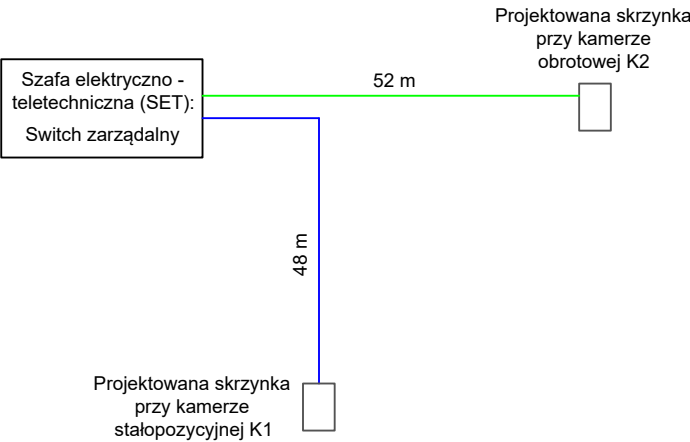 Projektowana skrzynka
przy kamerze
obrotowej K2
Szafa elektryczno -
teletechniczna (SET):
Switch zarządalny
52 m
48 m
Projektowana skrzynka
przy kamerze
stałopozycyjnej K1